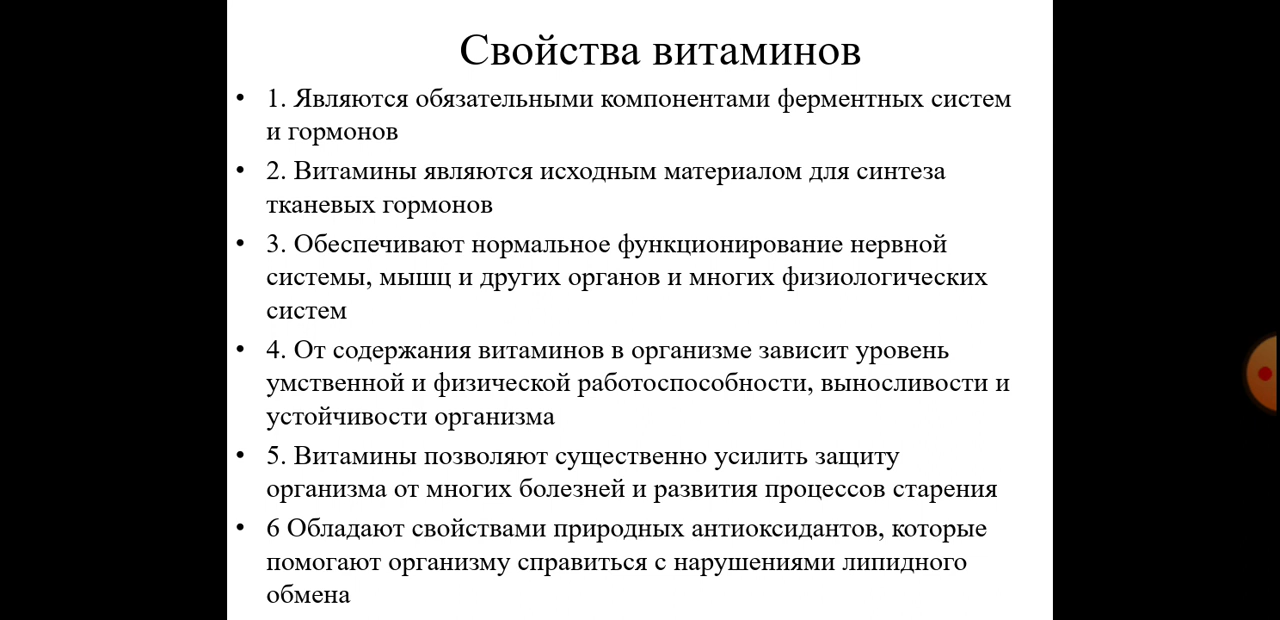 Свойства витаминов
• 1. Являются обязательными компонентами ферментных систем
и гормонов
• 2. Витамины являются исходным материалом для синтеза
тканевых гормонов
• 3. Обеспечивают нормальное функционирование нервной
системы, мышц и других органов и многих физиологических
систем
• 4. От содержания витаминов в организме зависит уровень
умственной и физической работоспособности, выносливости и
устойчивости организма
• 5. Витамины позволяют существенно усилить защиту
организма от многих болезней и развития процессов старения
• 6 Обладают свойствами природных антиоксидантов, которые
помогают организму справиться с нарушениями липидного
обмена